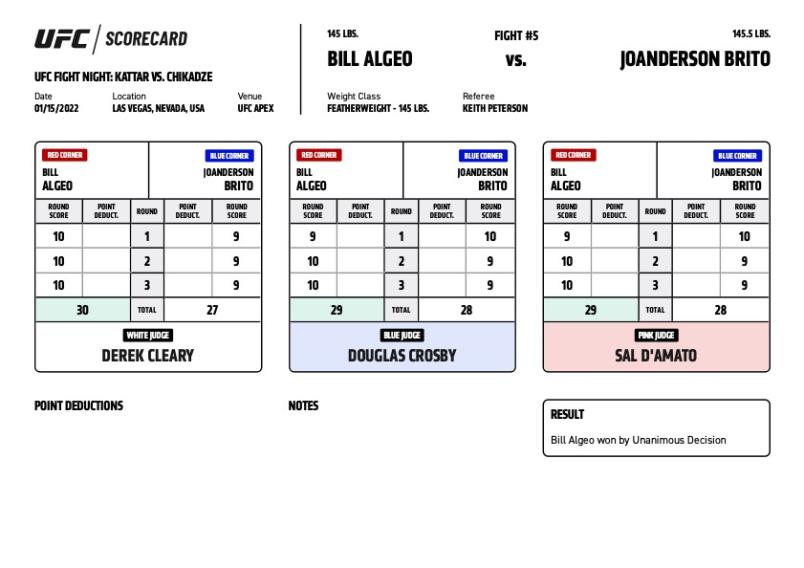 UFC / SCORECARD
UFC FIGHT NIGHT: KATTAR VS. CHIKADZE
Date Location Venue
01/15/2022 LAS VEGAS, NEVADA, USA UFC APEX
145 LBS. FIGHT #5 145.5 LBS.
BILL ALGEO vs. JOANDERSON BRITO
Weight Class Referee
FEATHERWEIGHT - 145 LBS. KEITH PETERSON
RED CORNER BLUE CORNER
BILL JOANDERSON
ALGEO BRITO
ROUND POINT ROUND POINT ROUND
SCORE DEDUCT. DEDUCT. SCORE
10 1 9
10 2 9
10 3 9
30 TOTAL 27
WHITE JUDGE
DEREK CLEARY
RED CORNER BLUE CORNER
BILL JOANDERSON
ALGEO BRITO
ROUND POINT ROUND POINT ROUND
SCORE DEDUCT. DEDUCT. SCORE
9 1 10
10 2 9
10 3 9
29 TOTAL 28
BLUE JUDGE
DOUGLAS CROSBY
RED CORNER BLUE CORNER
BILL JOANDERSON
ALGEO BRITO
ROUND POINT ROUND POINT ROUND
SCORE DEDUCT. DEDUCT. SCORE
9 1 10
10 2 9
10 3 9
29 TOTAL 28
PINK JUDGE
SAL D'AMATO
POINT DEDUCTIONS
NOTES
RESULT
Bill Algeo won by Unanimous Decision